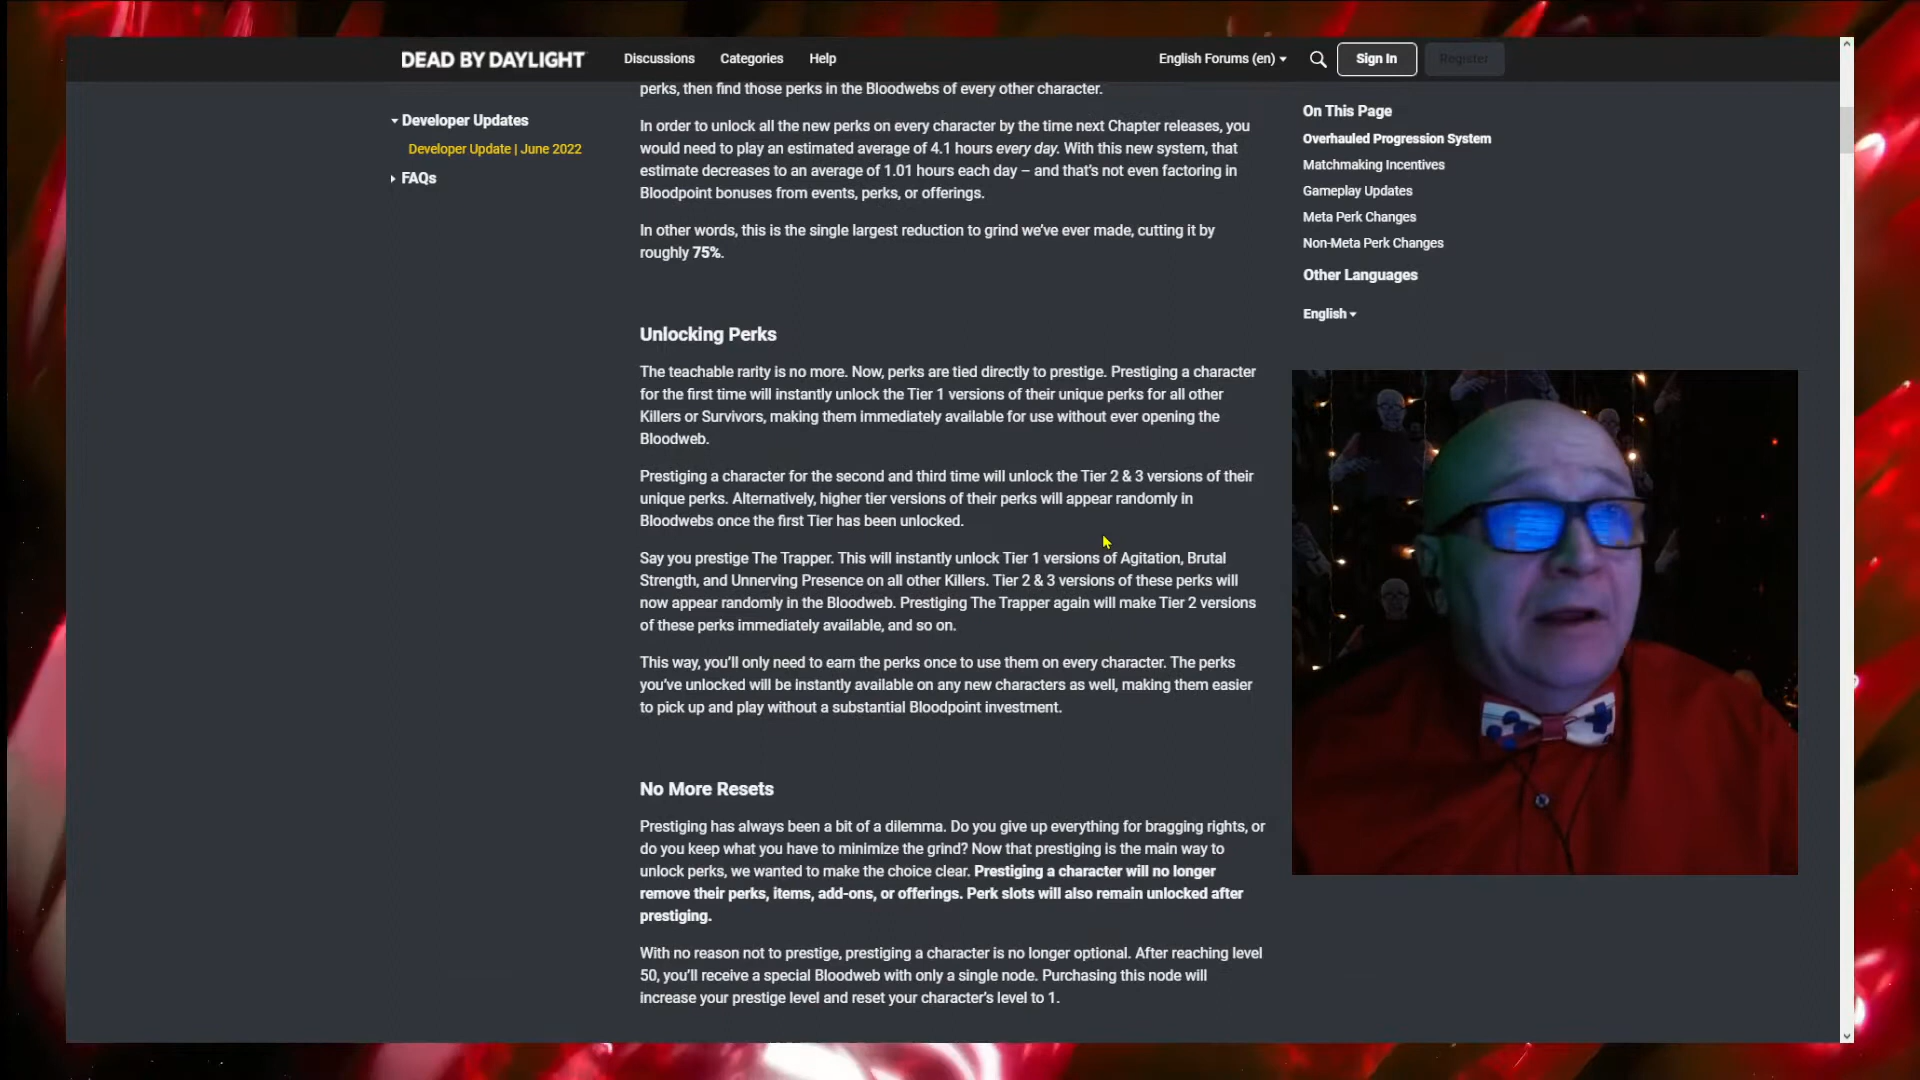 DEAD BY DAYLIGHT
Discussions
Categories
Help
English Forums (en)
Sign In
Register
Developer Updates
Developer Update | June 2022
FAQs
perks, then find those perks in the Bloodwebs of every other character.
In order to unlock all the new perks on every character by the time next Chapter releases, you
would need to play an estimated average of 4.1 hours every day. With this new system, that
estimate decreases to an average of 1.01 hours each day – and that's not even factoring in
Bloodpoint bonuses from events, perks, or offerings.
In other words, this is the single largest reduction to grind we've ever made, cutting it by
roughly 75%.
Unlocking Perks
The teachable rarity is no more. Now, perks are tied directly to prestige. Prestiging a character
for the first time will instantly unlock the Tier 1 versions of their unique perks for all other
Killers or Survivors, making them immediately available for use without ever opening the
Bloodweb.
Prestiging a character for the second and third time will unlock the Tier 2 & 3 versions of their
unique perks. Alternatively, higher tier versions of their perks will appear randomly in
Bloodwebs once the first Tier has been unlocked.
Say you prestige The Trapper. This will instantly unlock Tier 1 versions of Agitation, Brutal
Strength, and Unnerving Presence on all other Killers. Tier 2 & 3 versions of these perks will
now appear randomly in the Bloodweb. Prestiging The Trapper again will make Tier 2 versions
of these perks immediately available, and so on.
This way, you'll only need to earn the perks once to use them on every character. The perks
you've unlocked will be instantly available on any new characters as well, making them easier
to pick up and play without a substantial Bloodpoint investment.
No More Resets
Prestiging has always been a bit of a dilemma. Do you give up everything for bragging rights, or
do you keep what you have to minimize the grind? Now that prestiging is the main way to
unlock perks, we wanted to make the choice clear. Prestiging a character will no longer
remove their perks, items, add-ons, or offerings. Perk slots will also remain unlocked after
prestiging.
With no reason not to prestige, prestiging a character is no longer optional. After reaching level
50, you'll receive a special Bloodweb with only a single node. Purchasing this node will
increase your prestige level and reset your character's level to 1.
On This Page
Overhauled Progression System
Matchmaking Incentives
Gameplay Updates
Meta Perk Changes
Non-Meta Perk Changes
Other Languages
English